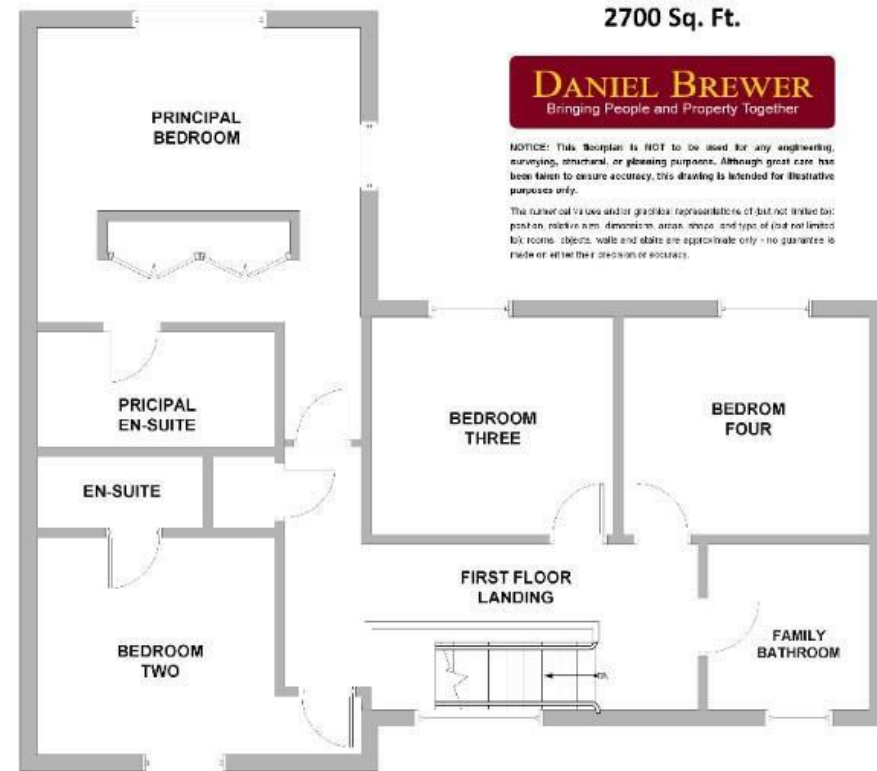 2700 Sq. Ft.
DANIEL BREWER
Bringing People and Property Together
NOTICE: This floorplan is NOT to be used for any engineering,
surveying, structural, or planning purposes. Although great care has
been taken to ensure accuracy, this drawing is intended for illustrative
purposes only.
The numerical values and/or graphical representations of (but not limited to):
position, relative size, dimensions, areas, shape, and type of (but not limited
to): rooms, objects, walls and stairs are approximate only - no guarantee is
made on either their precision or accuracy.
PRINCIPAL
BEDROOM
PRICIPAL
EN-SUITE
BEDROOM
THREE
BEDROM
FOUR
EN-SUITE
FIRST FLOOR
LANDING
BEDROOM
TWO
FAMILY
BATHROOM